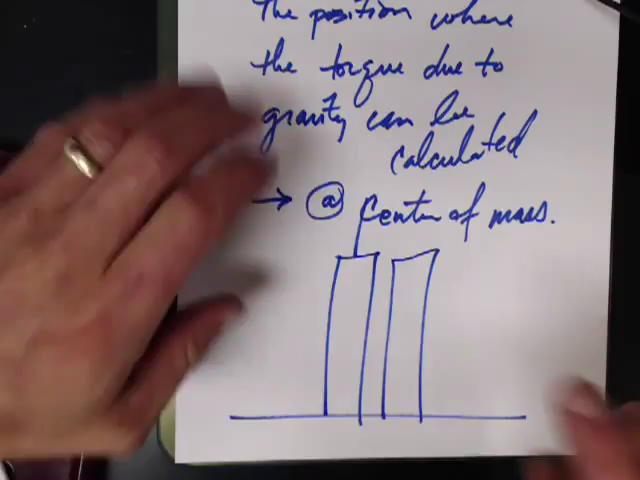 the position where
the torque due to
gravity can be
calculated
→ @ Center of mass.